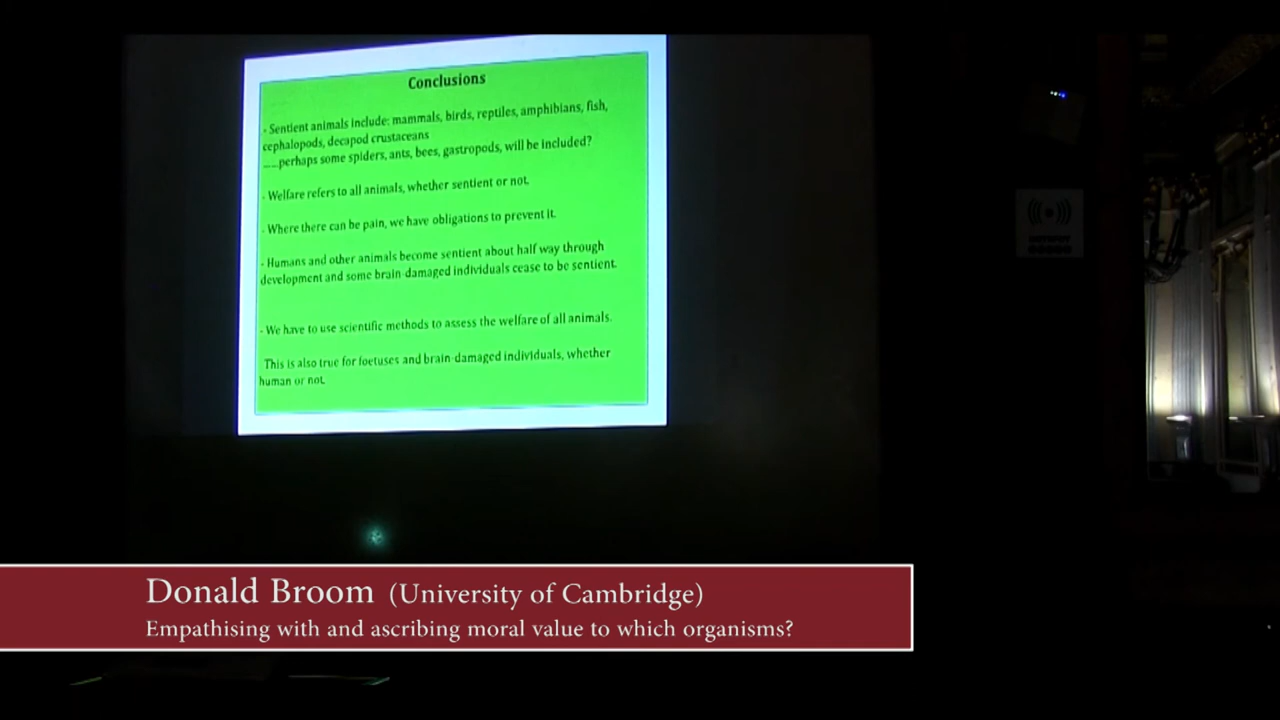 Conclusions
- Sentient animals include: mammals, birds, reptiles, amphibians, fish,
cephalopods, decapod crustaceans
....perhaps some spiders, ants, bees, gastropods, will be included?
- Welfare refers to all animals, whether sentient or not.
- Where there can be pain, we have obligations to prevent it.
- Humans and other animals become sentient about half way through
development and some brain-damaged individuals cease to be sentient.
- We have to use scientific methods to assess the welfare of all animals.
This is also true for foetuses and brain-damaged individuals, whether
human or not.
Donald Broom (University of Cambridge)
Empathising with and ascribing moral value to which organisms?